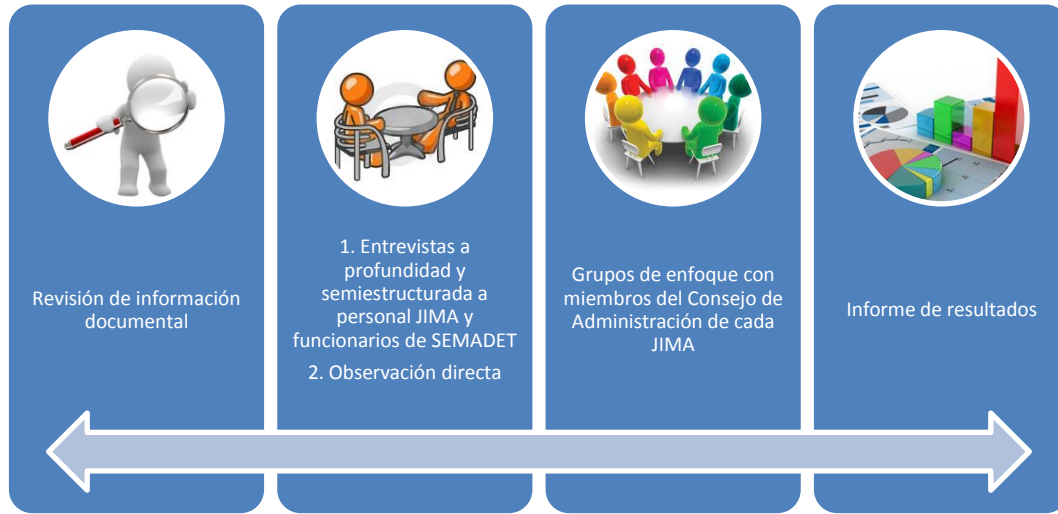 Revisión de información
documental
1. Entrevistas a
profundidad y
semiestructurada a
personal JIMA y
funcionarios de SEMADET
2. Observación directa
Grupos de enfoque con
miembros del Consejo de
Administración de cada
JIMA
Informe de resultados